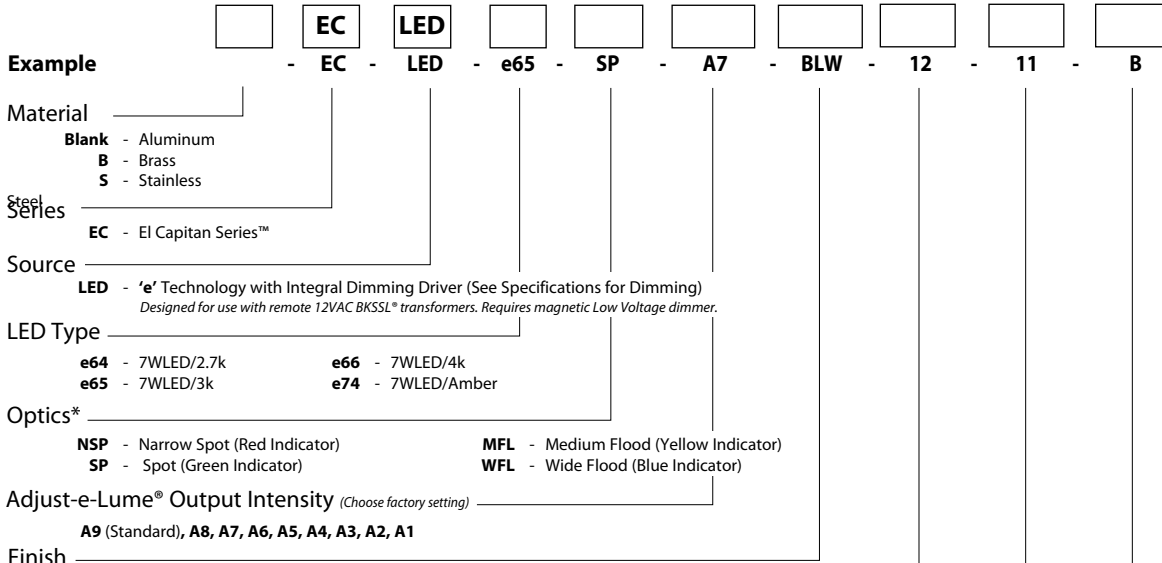 EC LED
Example - EC - LED - e65 - SP - A7 - BLW - 12 - 11 - B
Material
Blank - Aluminum
B - Brass
S - Stainless
Steel
Series
EC - El Capitan Series™
Source
LED - ‘e’ Technology with Integral Dimming Driver (See Specifications for Dimming)
Designed for use with remote 12VAC BKSSL® transformers. Requires magnetic Low Voltage dimmer.
LED Type
e64 - 7WLED/2.7k e66 - 7WLED/4k
e65 - 7WLED/3k e74 - 7WLED/Amber
Optics*
NSP - Narrow Spot (Red Indicator) MFL - Medium Flood (Yellow Indicator)
SP - Spot (Green Indicator) WFL - Wide Flood (Blue Indicator)
Adjust-e-Lume® Output Intensity (Choose factory setting)
A9 (Standard), A8, A7, A6, A5, A4, A3, A2, A1
Finish